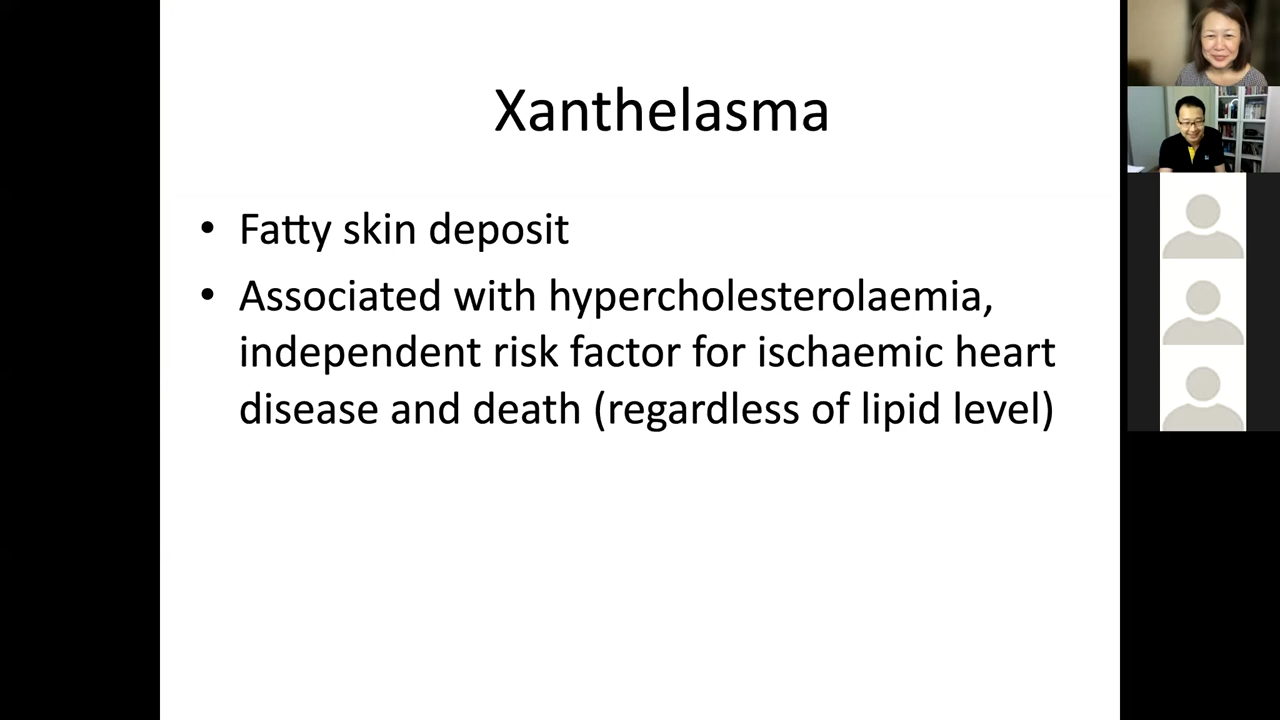 Xanthelasma
• Fatty skin deposit
• Associated with hypercholesterolaemia,
independent risk factor for ischaemic heart
disease and death (regardless of lipid level)